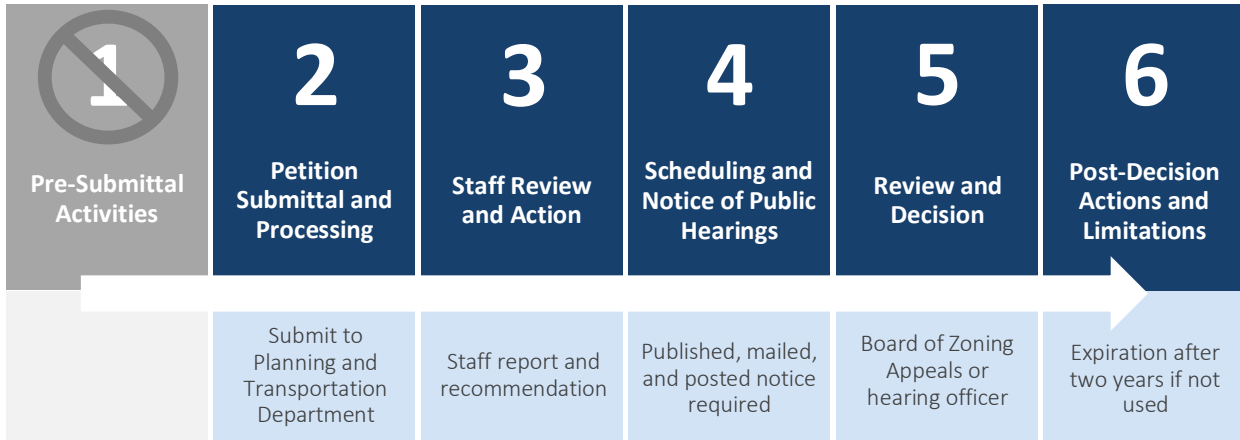 1
Pre-Submittal
Activities
2
Petition
Submittal and
Processing
Submit to
Planning and
Transportation
Department
3
Staff Review
and Action
Staff report and
recommendation
4
Scheduling and
Notice of Public
Hearings
Published, mailed,
and posted notice
required
5
Review and
Decision
Board of Zoning
Appeals or
hearing officer
6
Post-Decision
Actions and
Limitations
Expiration after
two years if not
used